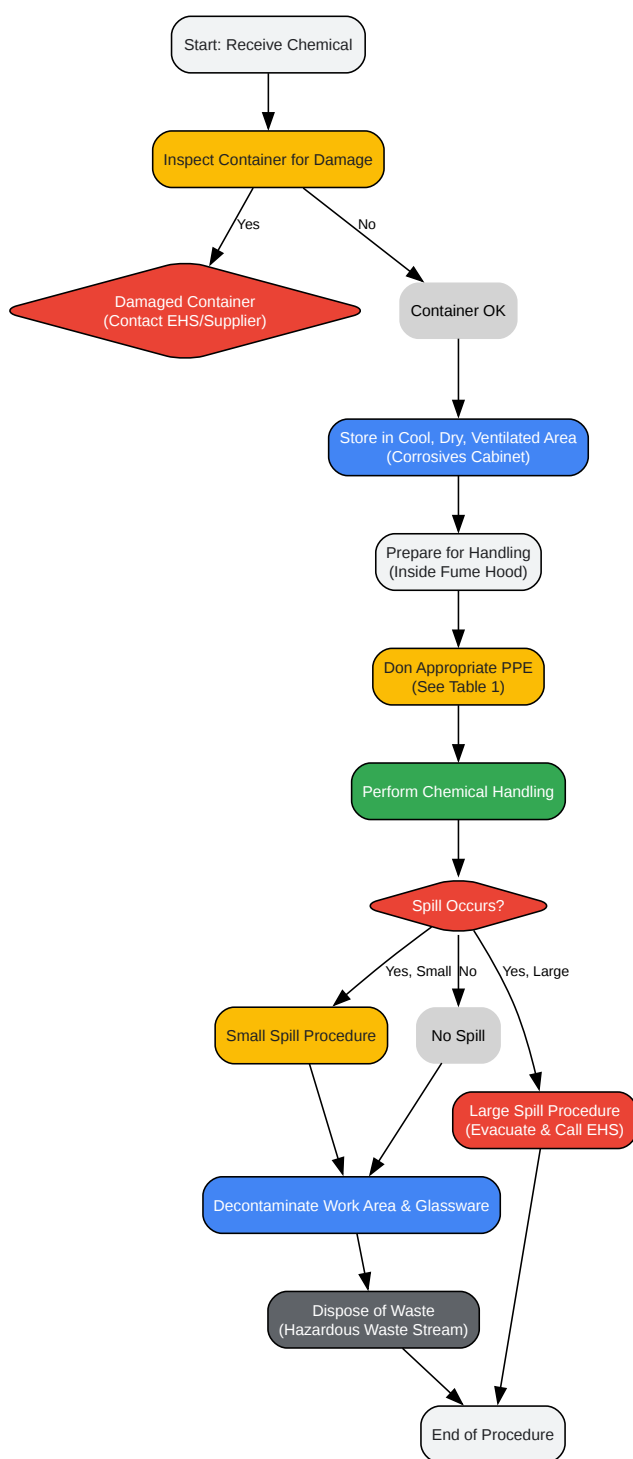 Start: Receive Chemical
Inspect Container for Damage
Yes
No
Damaged Container
(Contact EHS/Supplier)
Container OK
Store in Cool, Dry, Ventilated Area
(Corrosives Cabinet)
Prepare for Handling
(Inside Fume Hood)
Don Appropriate PPE
(See Table 1)
Perform Chemical Handling
Spill Occurs?
Yes, Small
No
Yes, Large
Small Spill Procedure
No Spill
Large Spill Procedure
(Evacuate & Call EHS)
Decontaminate Work Area & Glassware
Dispose of Waste
(Hazardous Waste Stream)
End of Procedure